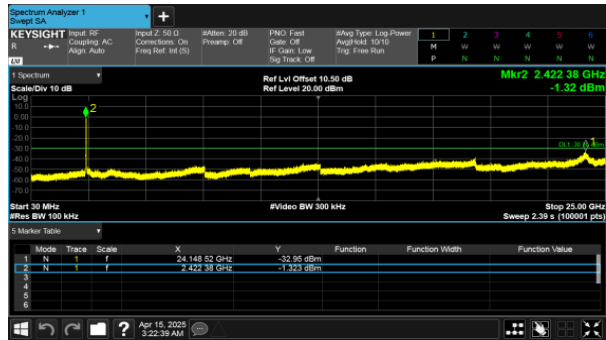 Spectrum Analyzer 1
Swept SA
+
KEYSIGHT Input: RF Input Z: 50 Ω #Atten: 20 dB PNO: Fast #Avg Type: Log-Power 1 2 3 4 5 6
R Coupling: AC Corrections: On Preamp: Off Gate: Off Avg|Hold: 10/10 M W W W W W
Align: Auto Freq Ref: Int (S) IF Gain: Low Trig: Free Run
LW Sig Track: Off P N N N N N
1 Spectrum Ref Lvl Offset 10.50 dB Mkr2 2.422 38 GHz
Scale/Div 10 dB Ref Level 20.00 dBm -1.32 dBm
Log
10.0
0.00
-10.0
-20.0
-30.0
-40.0
-50.0
-60.0
-70.0
2
1
Start 30 MHz #Video BW 300 kHz Stop 25.00 GHz
#Res BW 100 kHz Sweep 2.39 s (100001 pts)
5 Marker Table
Mode Trace Scale X Y Function Function Width Function Value
1 N 1 f 24.148 52 GHz -32.95 dBm
2 N 1 f 2.422 38 GHz -1.323 dBm
3
4
5
6
? Apr 15, 2025
3:22:39 AM